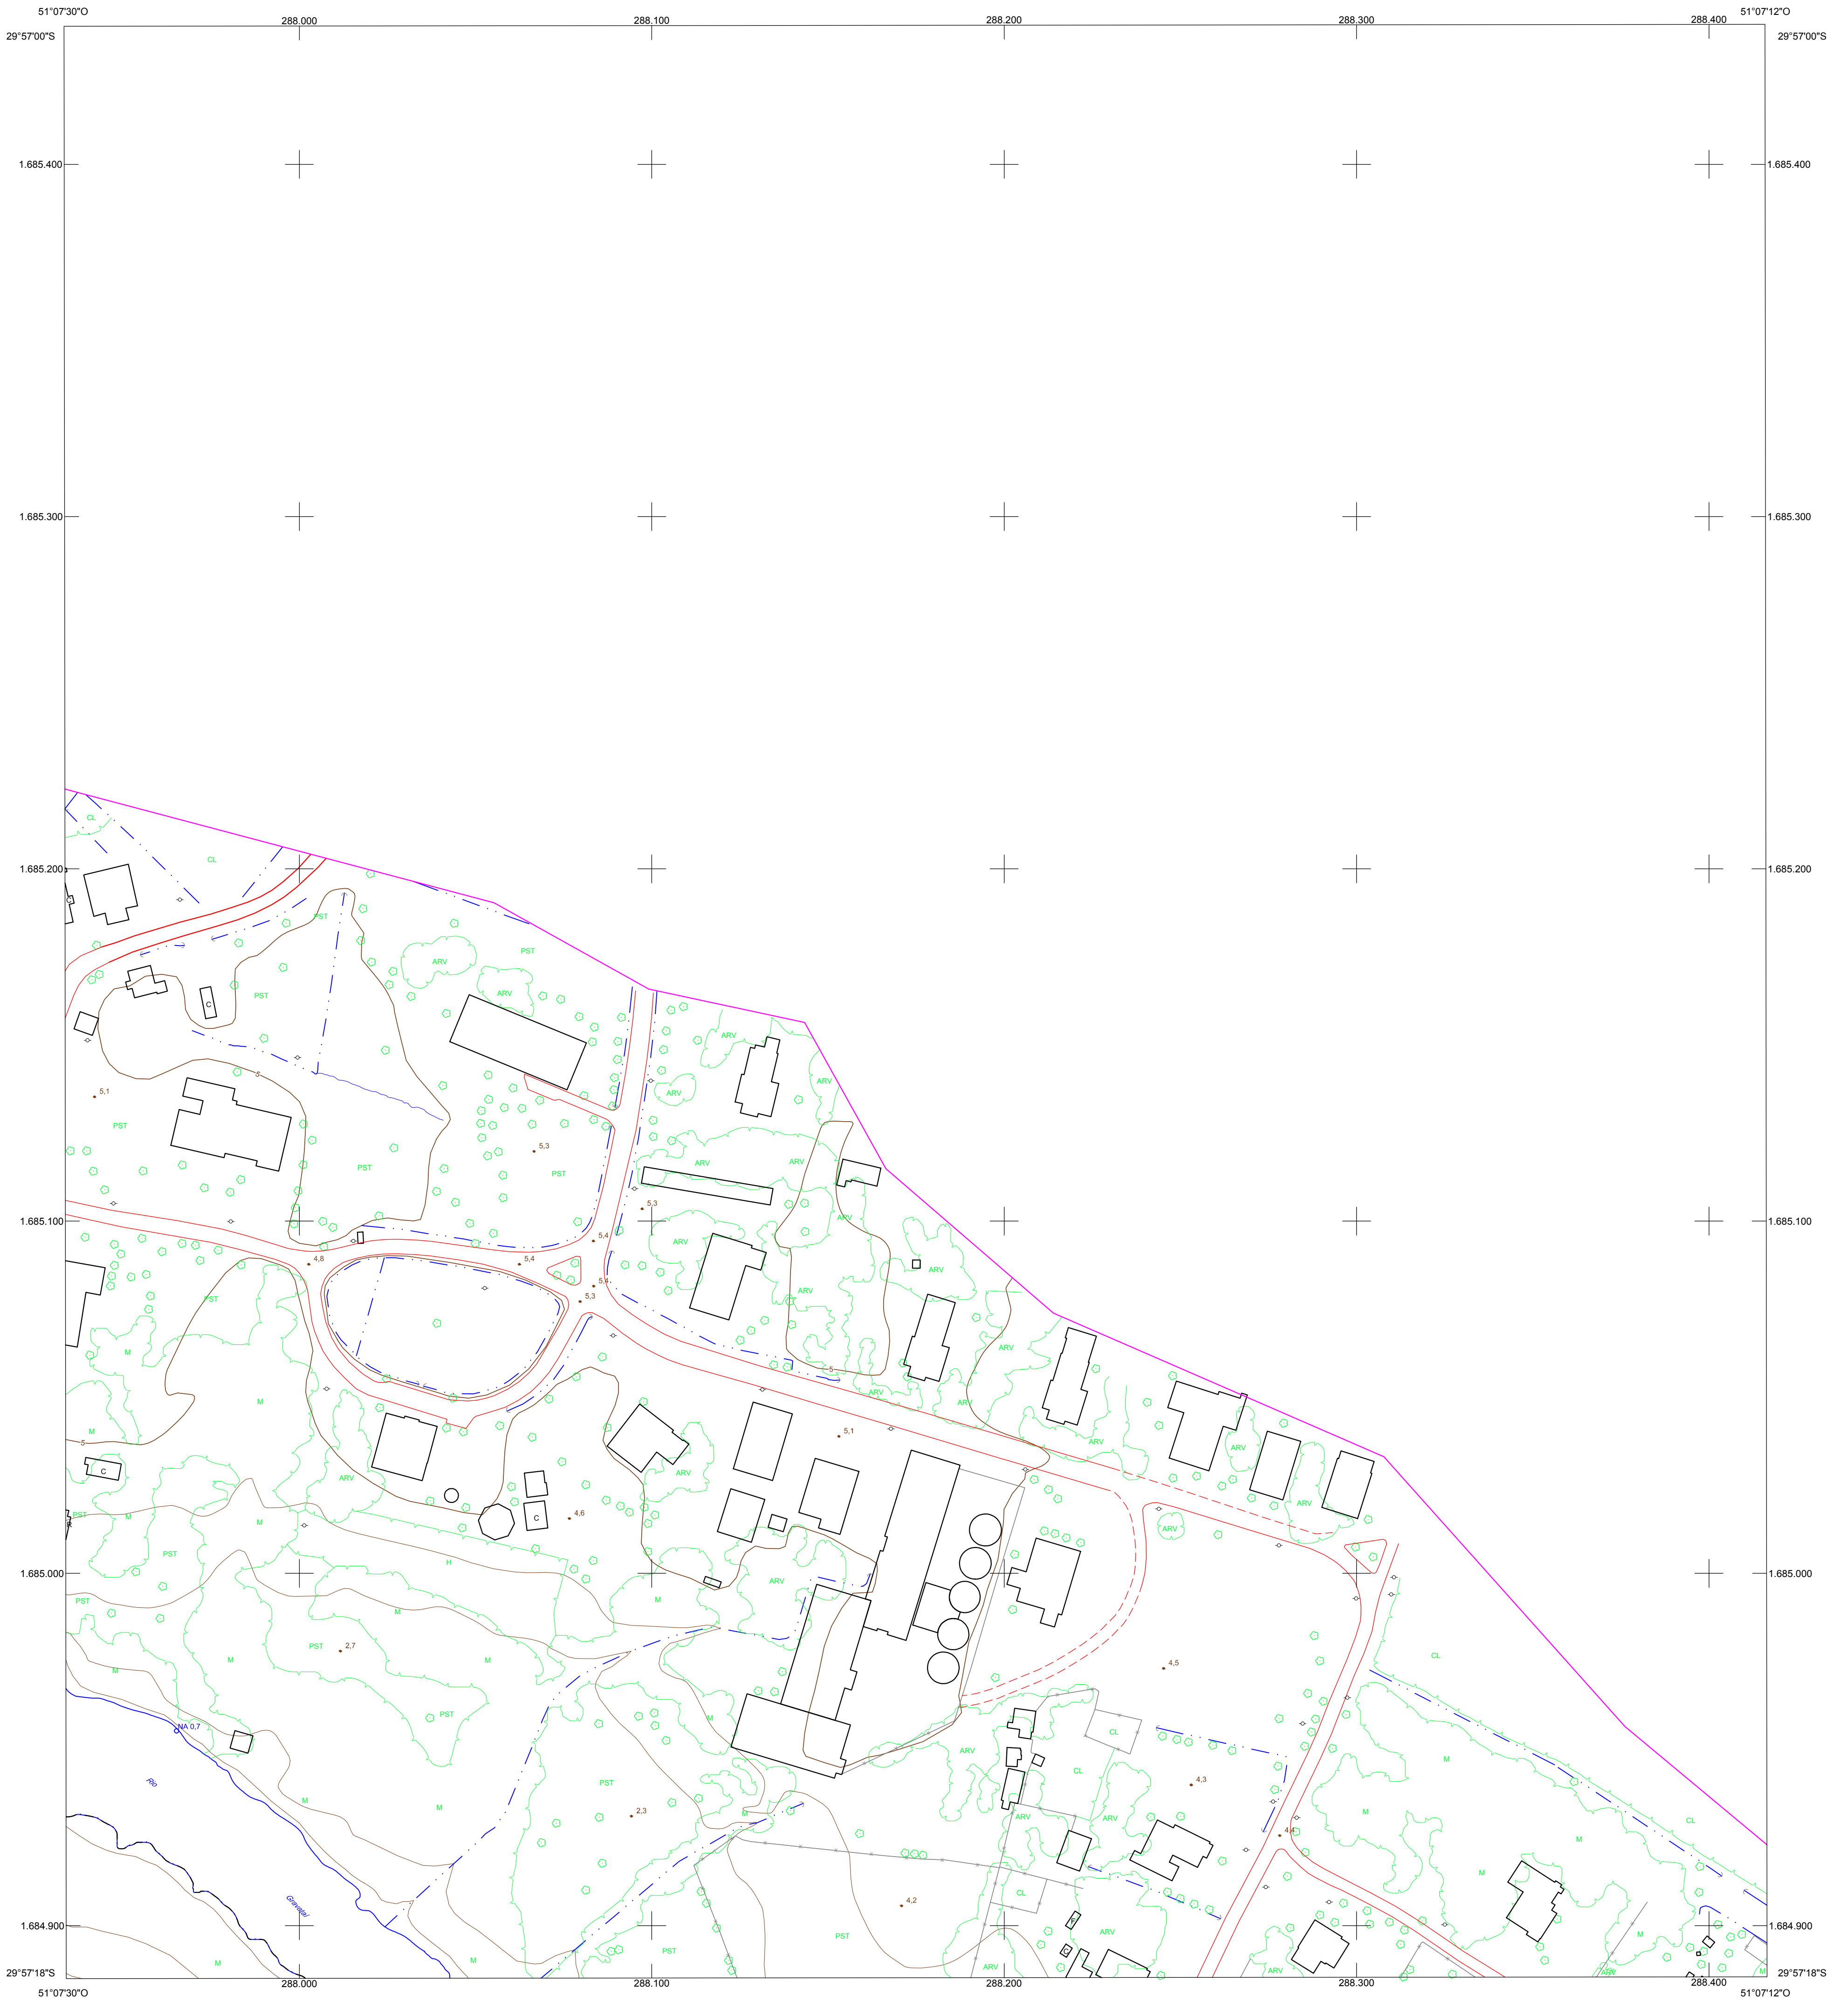 51°07'30"O
51°07'12"O
288.000
288.100
288.200
288.300
288.400
29°57'00"S
29°57'00"S
1.685.400
1.685.400
1.685.300
1.685.300
CL
CL
1.685.200
1.685.200
C
PST
PST
ARV
PST
ARV
PST
C
ARV
5
ARV
5,1
ARV
PST
5,3
ARV
ARV
PST
PST
5,3
ARV
1.685.100
1.685.100
5,4
ARV
4,8
5,4
ARV
5,4
ARV
PST
5,3
M
ARV
5
ARV
M
ARV
M
5,1
5
ARV
ARV
C
ARV
ARV
ARV
PST
M
C
4,6
R
M
ARV
PST
H
1.685.000
1.685.000
ARV
PST
M
M
PST
2,7
CL
M
M
M
4,5
PST
M
NA 0,7
CL
ARV
M
Rio
PST
CL
4,3
M
M
2,3
M
ARV
ARV
M
CL
4,4
M
M
4,2
CL
Gravataí
F
1.684.900
1.684.900
ARV
PST
M
C
M
PST
M
ARV
ARV
ARV
M
29°57'18"S
29°57'18"S
288.000
288.100
288.200
288.300
288.400
51°07'30"O
51°07'12"O